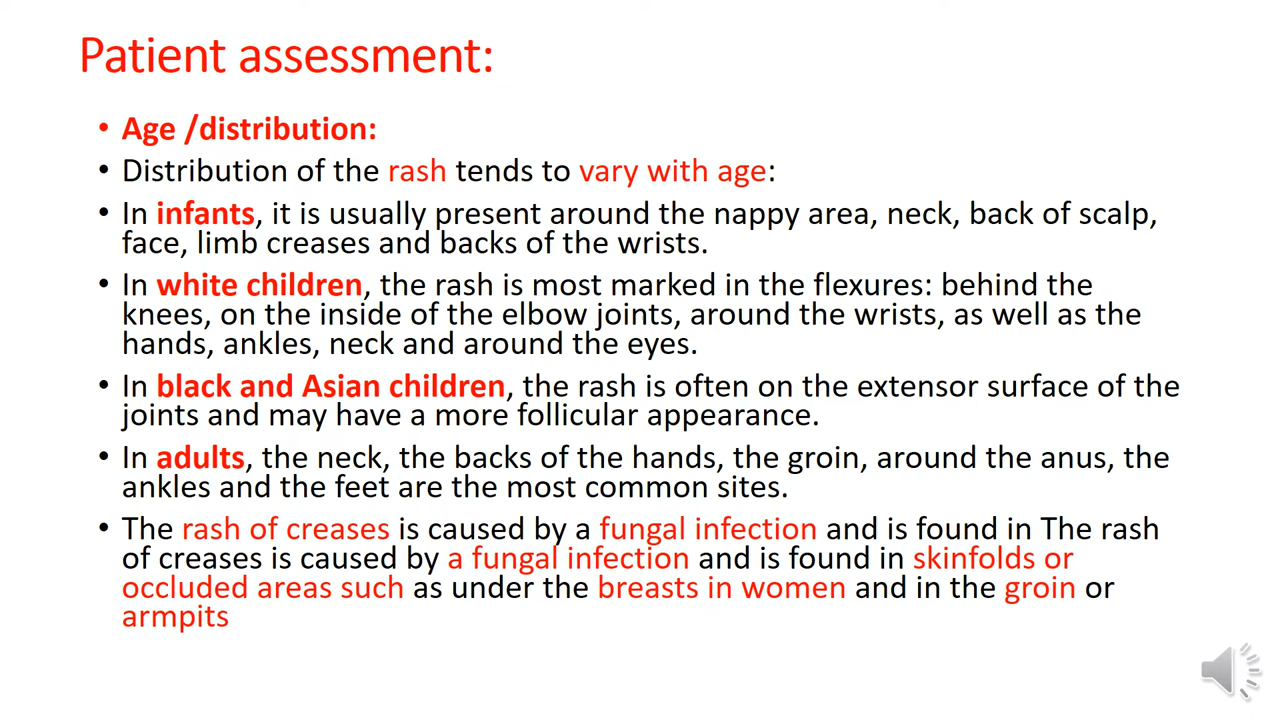 Patient assessment:
• Age /distribution:
• Distribution of the rash tends to vary with age:
• In infants, it is usually present around the nappy area, neck, back of scalp,
face, limb creases and backs of the wrists.
• In white children, the rash is most marked in the flexures: behind the
knees, on the inside of the elbow joints, around the wrists, as well as the
hands, ankles, neck and around the eyes.
• In black and Asian children, the rash is often on the extensor surface of the
joints and may have a more follicular appearance.
• In adults, the neck, the backs of the hands, the groin, around the anus, the
ankles and the feet are the most common sites.
• The rash of creases is caused by a fungal infection and is found in The rash
of creases is caused by a fungal infection and is found in skinfolds or
occluded areas such as under the breasts in women and in the groin or
armpits